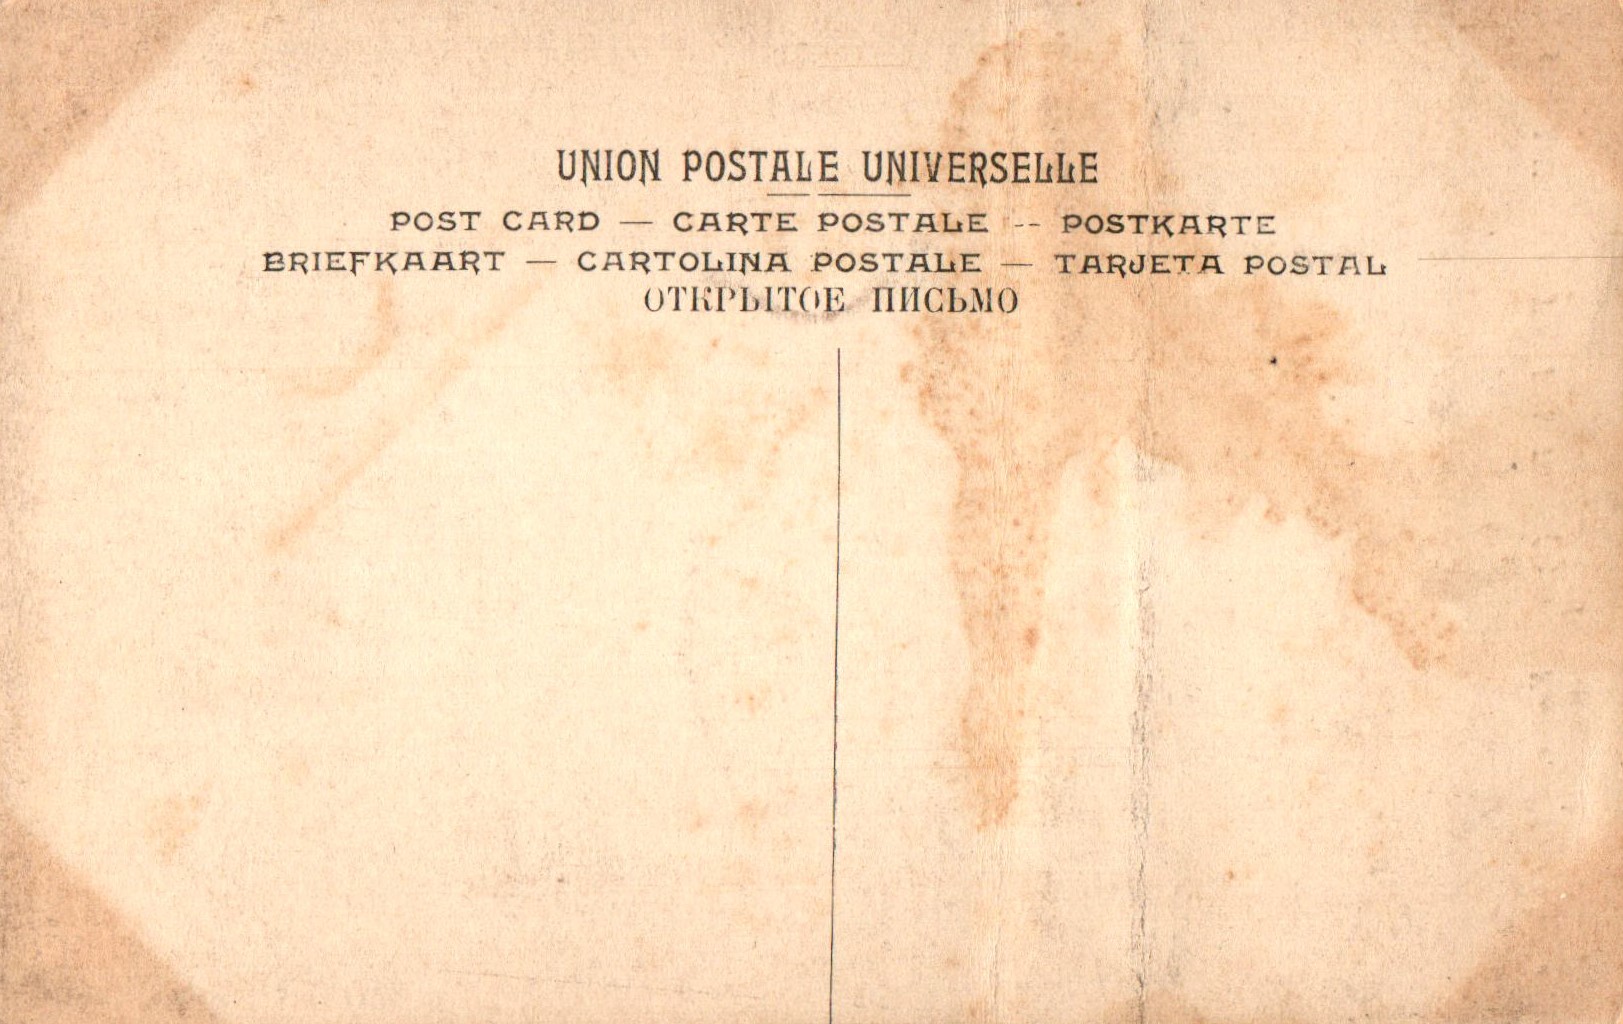 UNION POSTALE UNIVERSELLE
POST CARD — CARTE POSTALE -- POSTKARTE
BRIEFKAART — CARTOLINA POSTALE — TARJETA POSTAL
ОТКРЫТОЕ ПИСЬМО